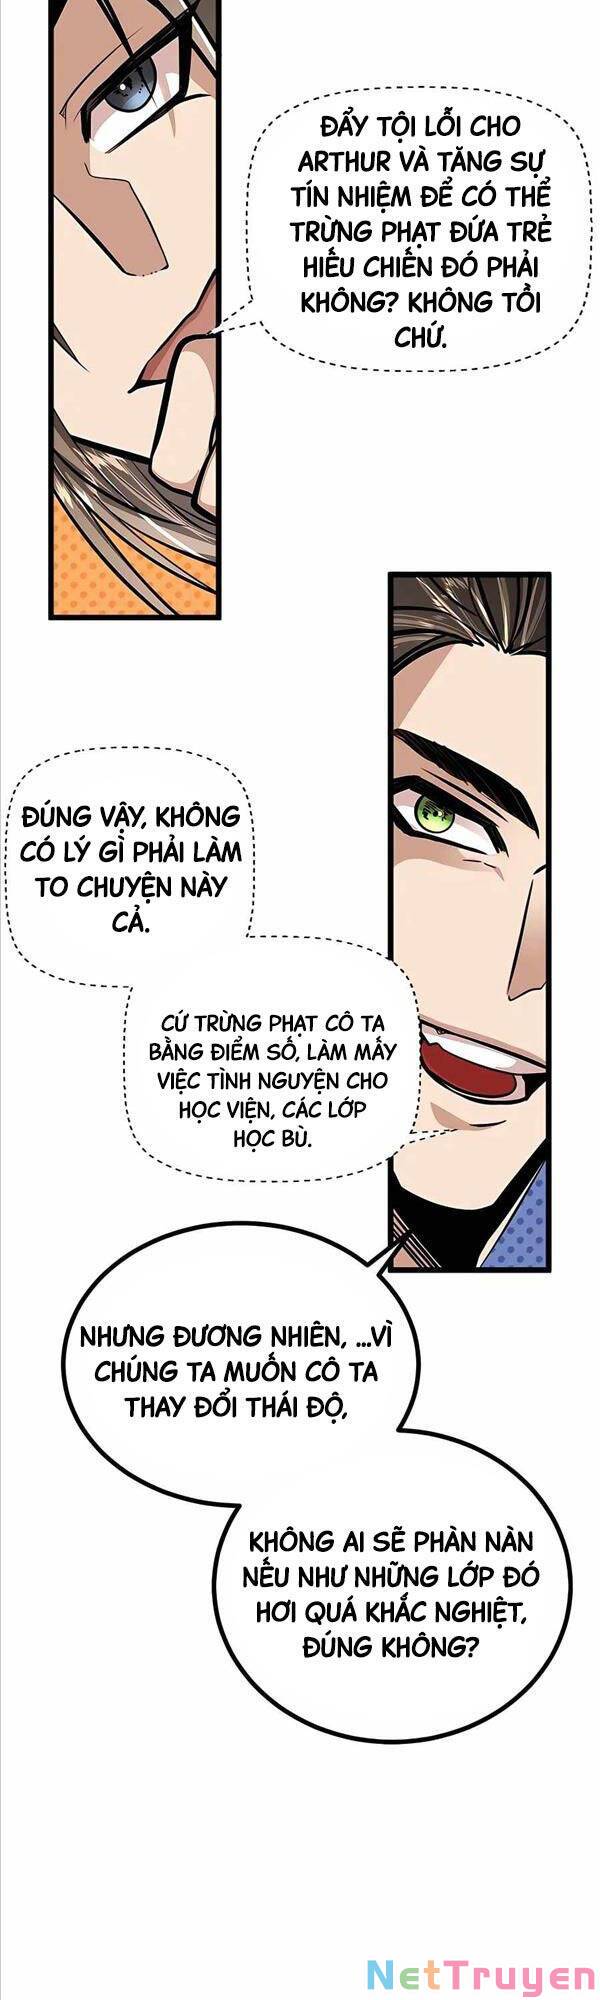 ĐẨY TỘI LỖI CHO
ARTHUR VÀ TĂNG SỰ
TÍN NHIỆM ĐỂ CÓ THỂ
TRỪNG PHẠT ĐỨA TRẺ
HIẾU CHIẾN ĐÓ PHẢI
KHÔNG? KHÔNG TỒI
CHỨ.
ĐÚNG VẬY, KHÔNG
CÓ LÝ GÌ PHẢI LÀM
TO CHUYỆN NÀY
CẢ.
CỨ TRỪNG PHẠT CÔ TA
BẰNG ĐIỂM SỐ, LÀM MẤY
VIỆC TÌNH NGUYỆN CHO
HỌC VIỆN, CÁC LỚP
HỌC BÙ.
NHƯNG ĐƯƠNG NHIÊN, ...VÌ
CHÚNG TA MUỐN CÔ TA
THAY ĐỔI THÁI ĐỘ,
KHÔNG AI SẼ PHÀN NÀN
NẾU NHƯ NHỮNG LỚP ĐÓ
HƠI QUÁ KHẮC NGHIỆT,
ĐÚNG KHÔNG?
NetTruyen